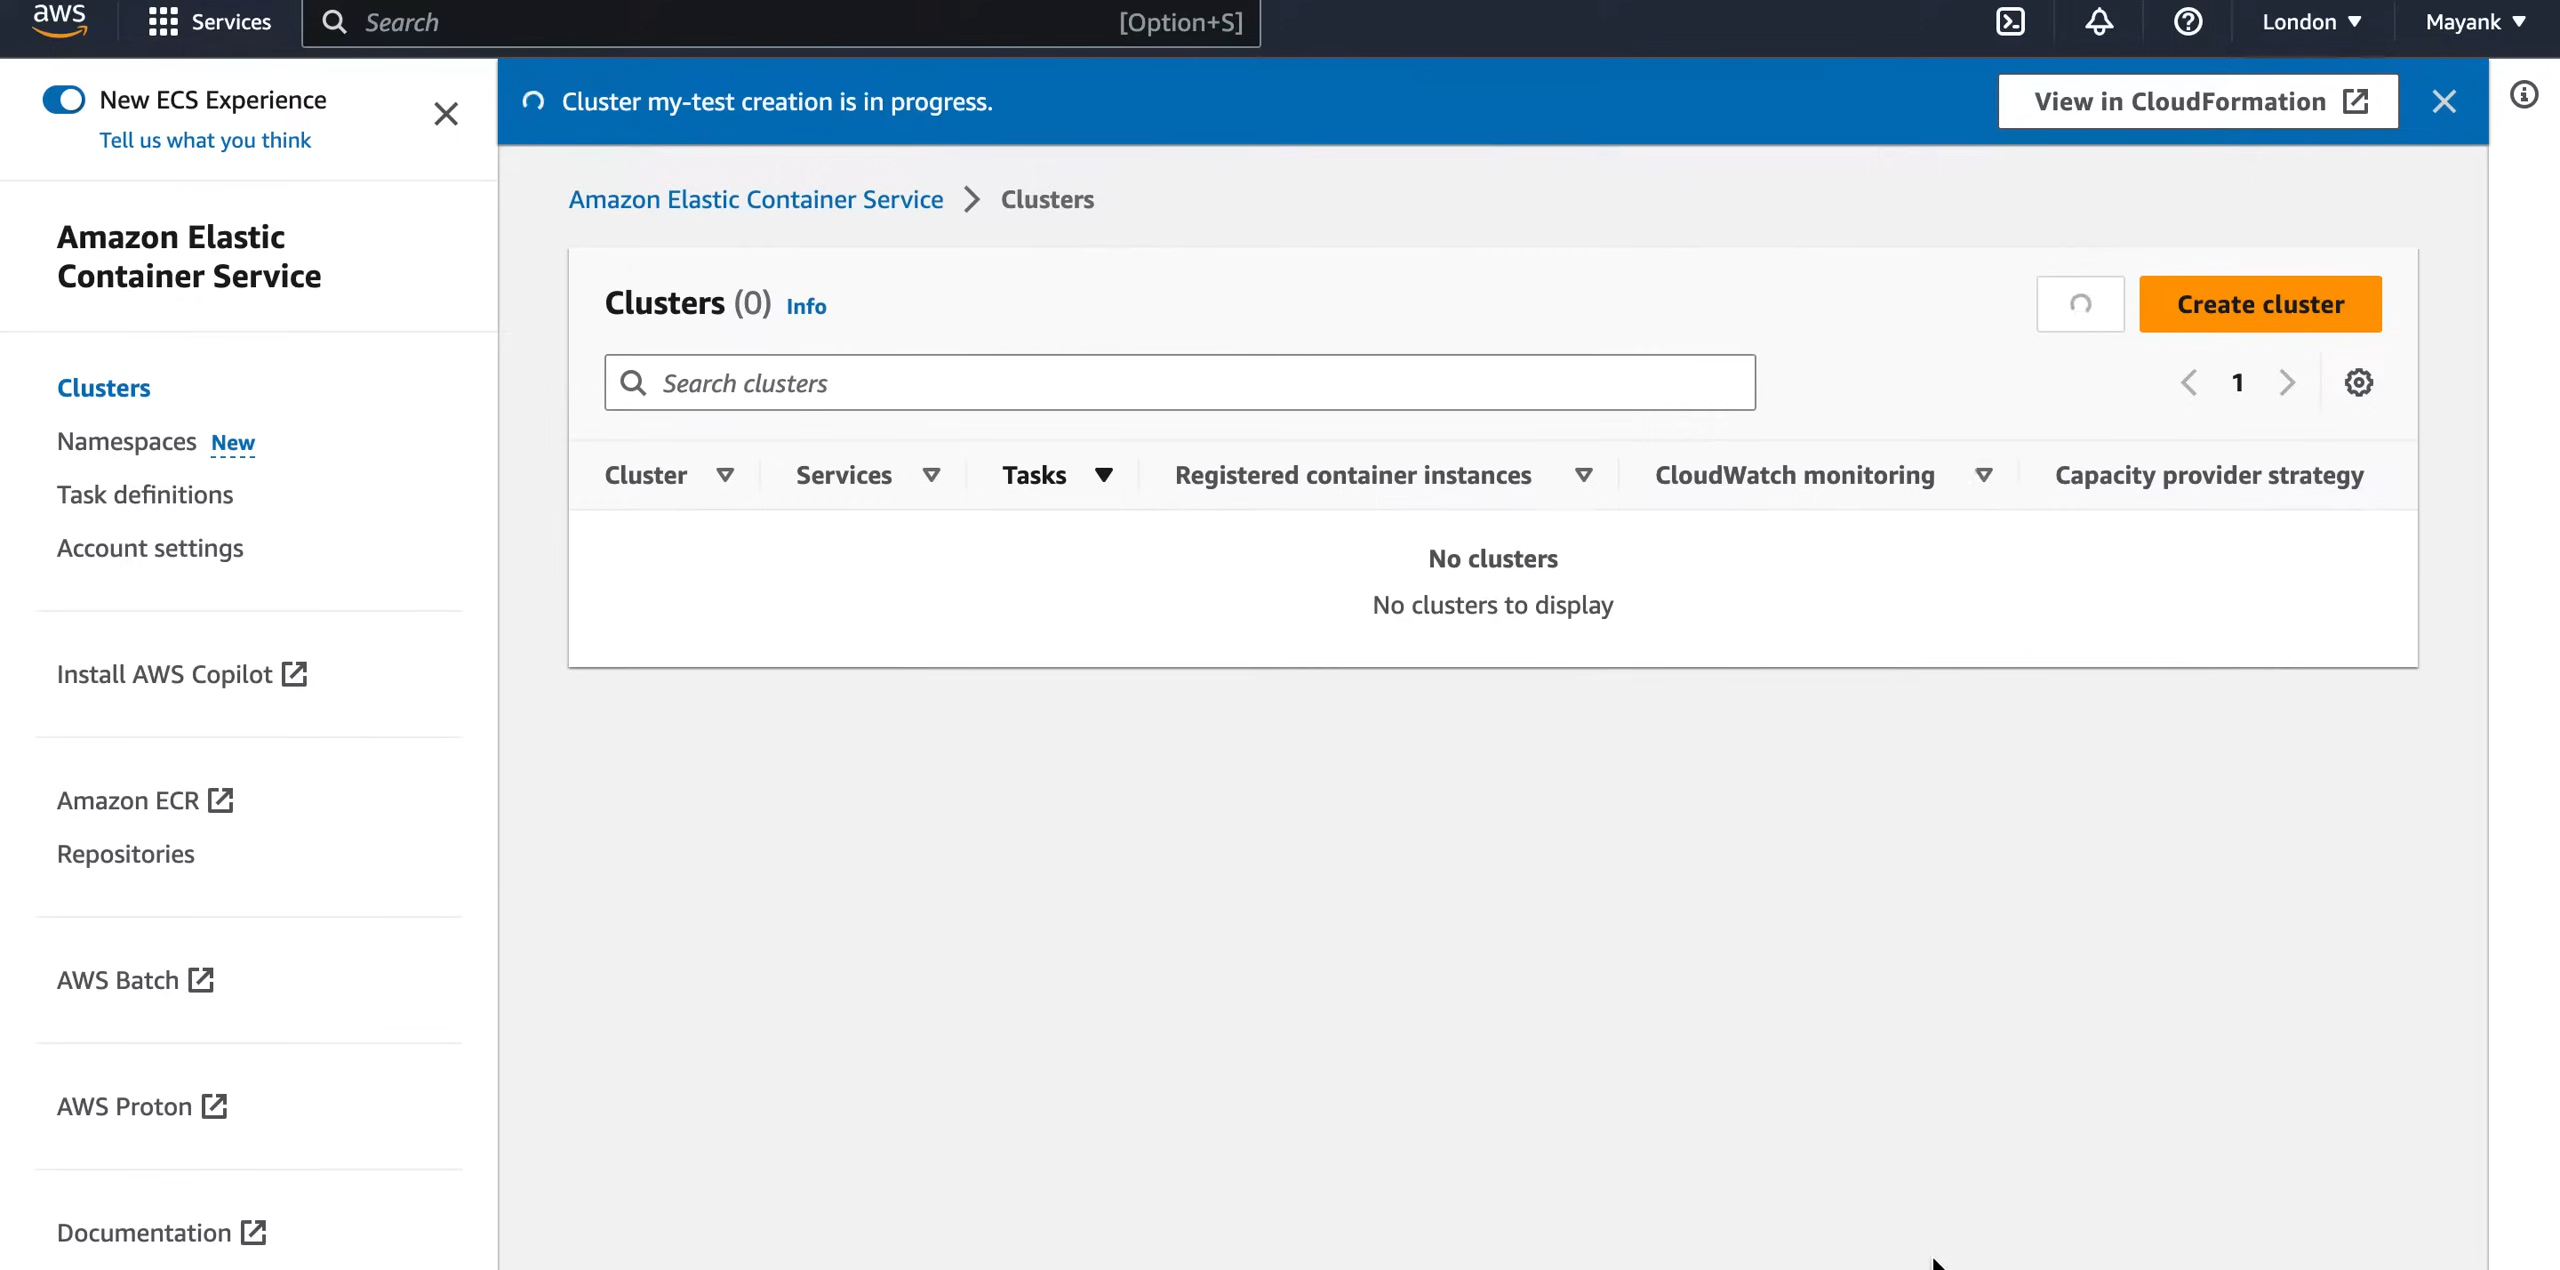 aws
Services
Search
[Option+S]
London
Mayank
New ECS Experience
Tell us what you think
Cluster my-test creation is in progress.
View in CloudFormation
Amazon Elastic
Container Service
Clusters
Namespaces New
Task definitions
Account settings
Install AWS Copilot
Amazon ECR
Repositories
AWS Batch
AWS Proton
Documentation
Amazon Elastic Container Service
Clusters
Clusters (0) Info
Create cluster
Search clusters
1
Cluster
Services
Tasks
Registered container instances
CloudWatch monitoring
Capacity provider strategy
No clusters
No clusters to display